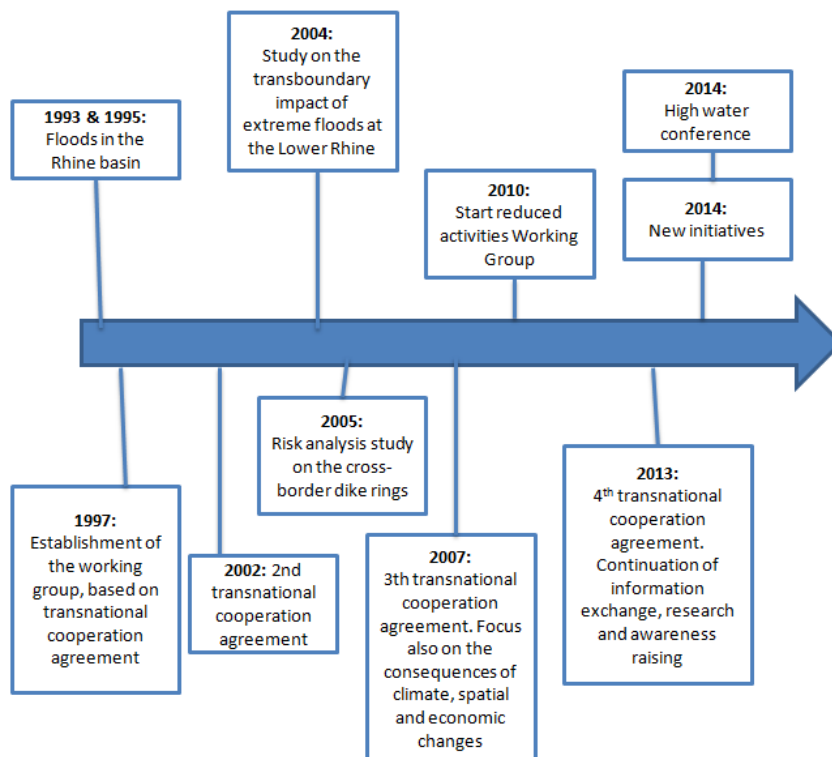 1993 & 1995:
Floods in the
Rhine basin
2004:
Study on the
transboundary
impact of
extreme floods at
the Lower Rhine
2010:
Start reduced
activities Working
Group
2014:
High water
conference
2014:
New initiatives
1997:
Establishment of
the working
group, based on
transnational
cooperation
agreement
2002: 2nd
transnational
cooperation
agreement
2005:
Risk analysis study
on the cross-
border dike rings
2007:
3th transnational
cooperation
agreement. Focus
also on the
consequences of
climate, spatial
and economic
changes
2013:
4th transnational
cooperation
agreement.
Continuation of
information
exchange, research
and awareness
raising